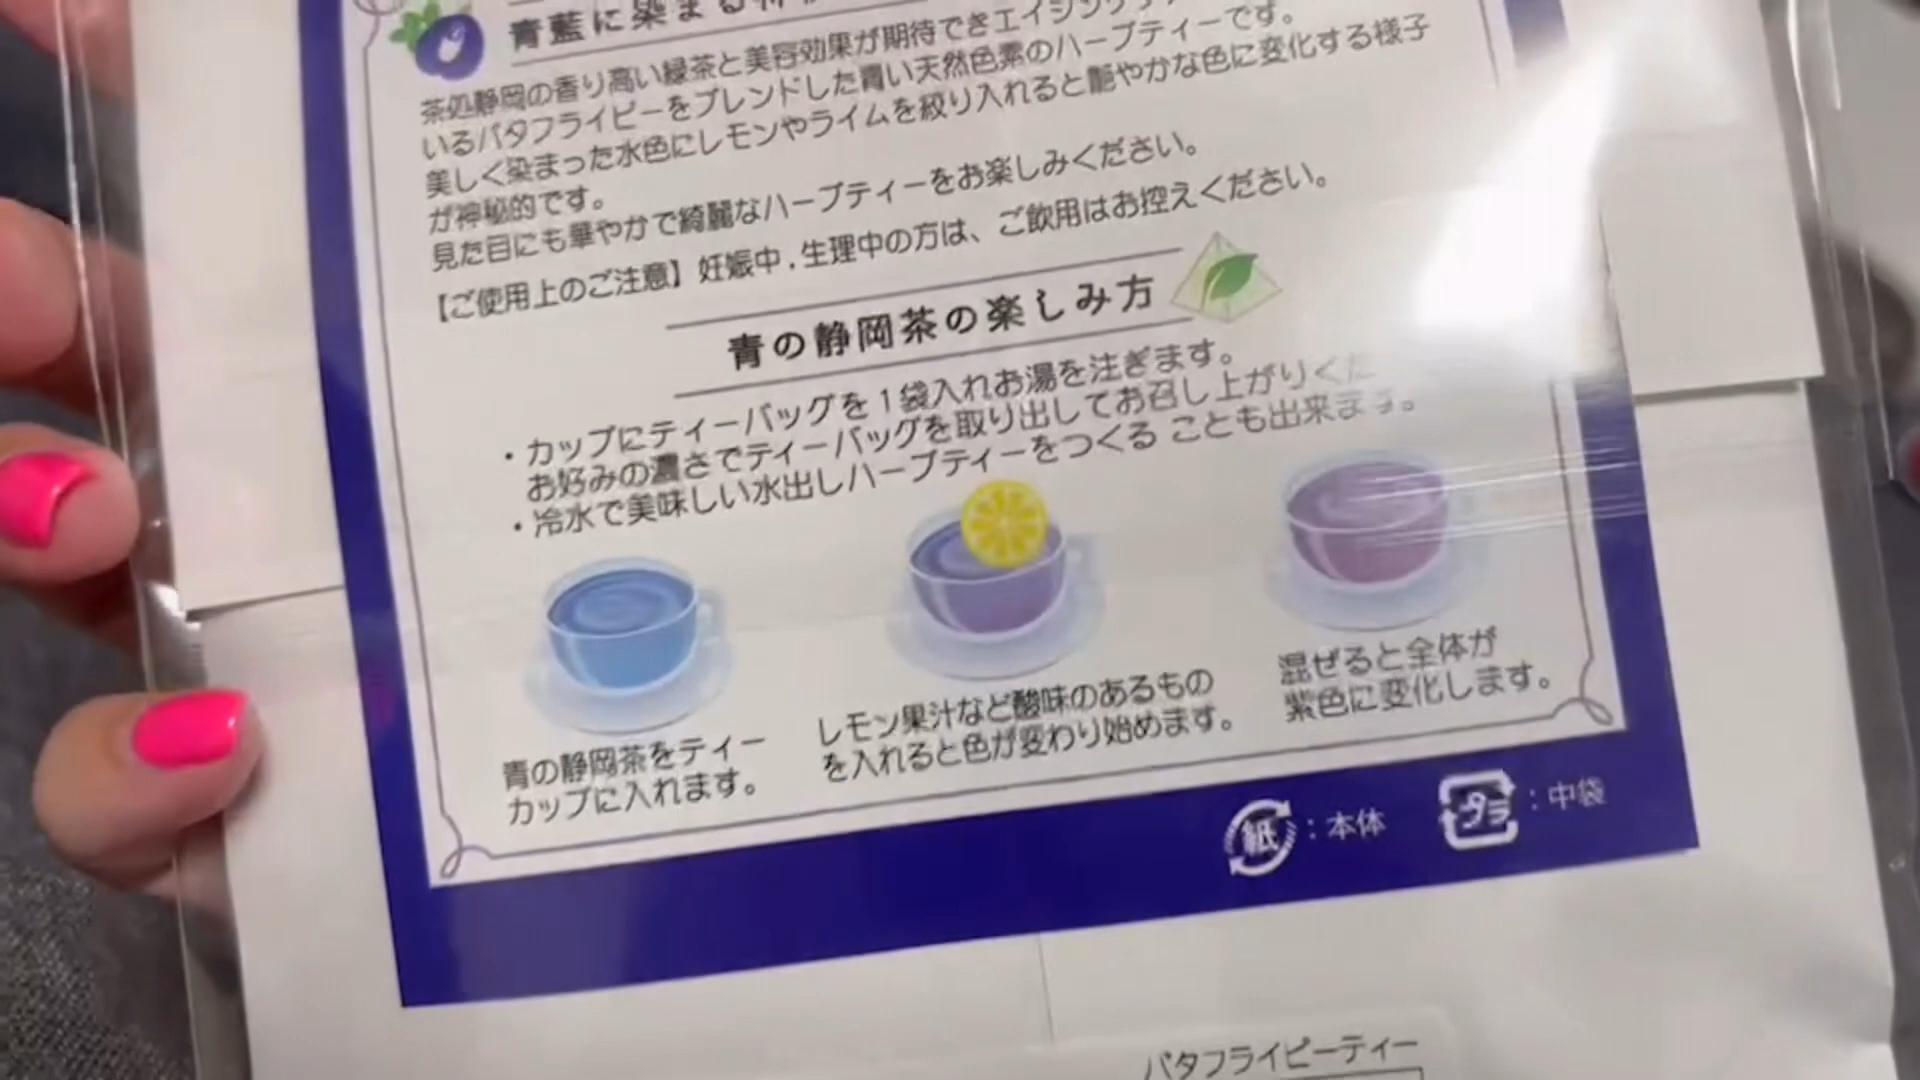 青藍に染まる神秘
茶処静岡の香り高い緑茶と美容効果が期待できエイジングケア
いるバタフライピーをブレンドした青い天然色素のハーブティーです。
美しく染まった水色にレモンやライムを絞り入れると艶やかな色に変化する様子
が神秘的です。
見た目にも華やかで綺麗なハーブティーをお楽しみください。
【ご使用上のご注意】妊娠中,生理中の方は、ご飲用はお控えください。
青の静岡茶の楽しみ方
・カップにティーバッグを1袋入れお湯を注ぎます。
お好みの濃さでティーバッグを取り出してお召し上がりくだ
・冷水で美味しい水出しハーブティーをつくることも出来ます。
青の静岡茶をティー
カップに入れます。
レモン果汁など酸味のあるもの
を入れると色が変わり始めます。
混ぜると全体が
紫色に変化します。
紙:本体 プラ:中袋
バタフライピーティー